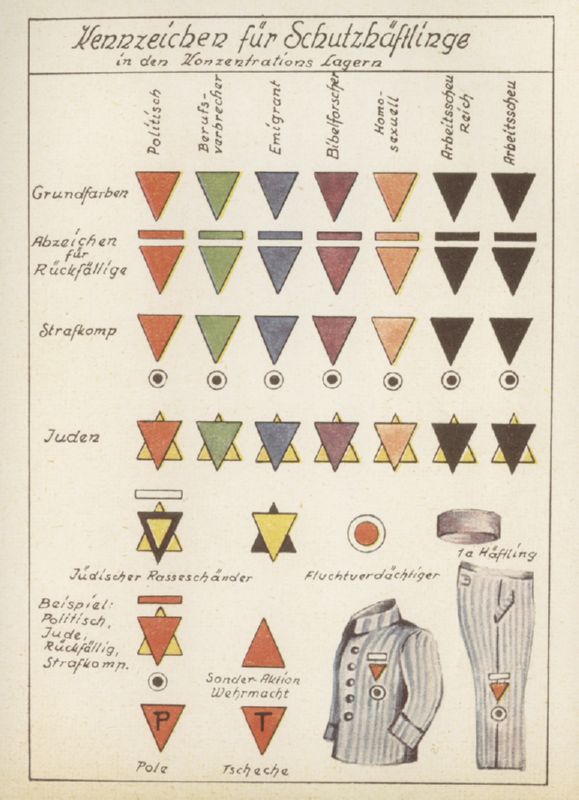 Kennzeichen für Schutzhäftlinge
in den Konzentrations Lagern
Politisch
Berufs-
verbrecher
Emigrant
Bibelforscher
Homo-
sexuell
Arbeitsscheu
Reich
Arbeitsscheu
Grundfarben
Abzeichen
für
Rückfällige
Strafkomp
Juden
Jüdischer Rasseschänder
Fluchtverdächtiger
1a Häftling
Beispiel:
Politisch,
Jude,
Rückfällig,
Strafkomp.
Sonder-Aktion
Wehrmacht
P
T
Pole
Tscheche